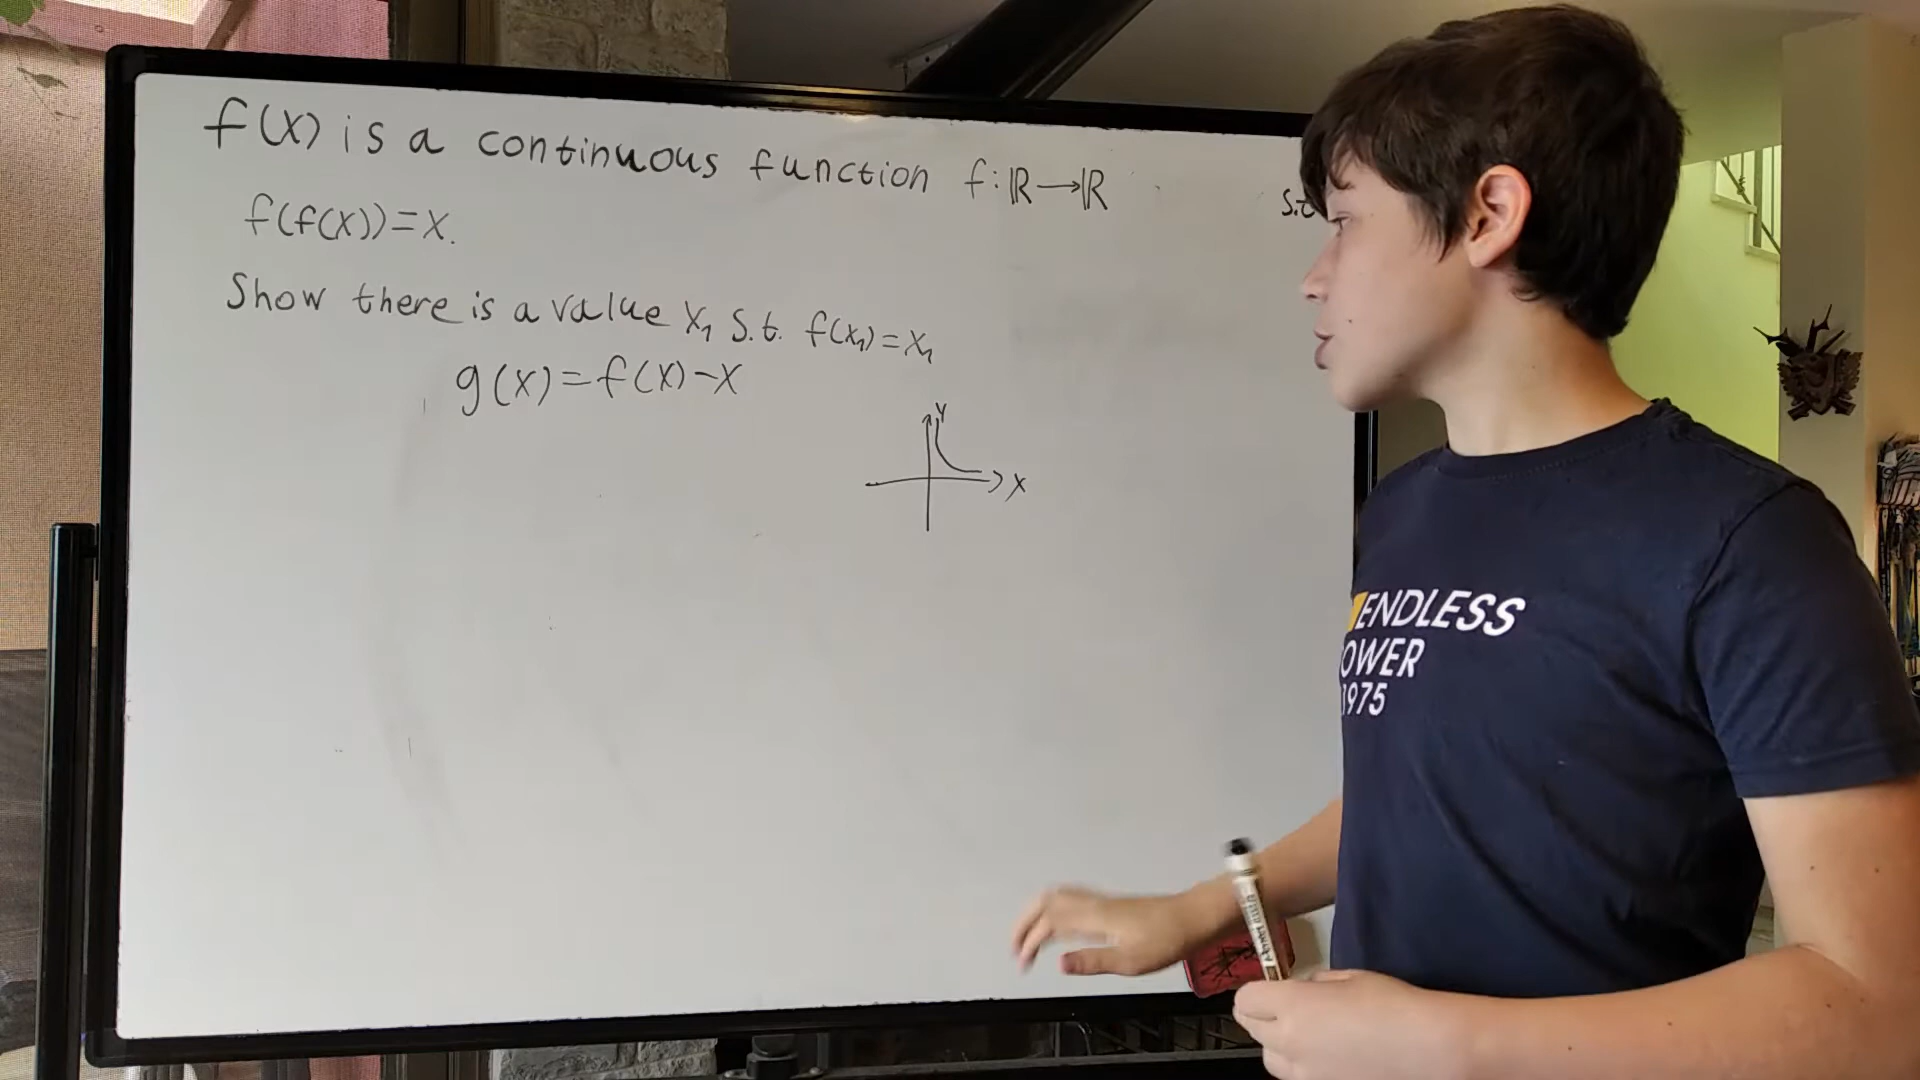 f(x) is a continuous function f:ℝ→ℝ s.t
f(f(x))=x.
Show there is a value x₁ s.t. f(x₁)=x₁
g(x)=f(x)-x
y
x
ENDLESS
OWER
1975